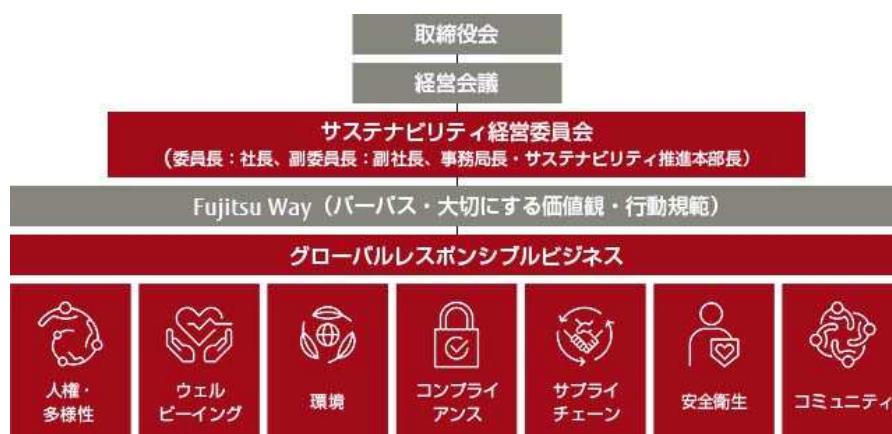 取締役会
経営会議
サステナビリティ経営委員会
（委員長：社長、副委員長：副社長、事務局長・サステナビリティ推進本部長）
Fujitsu Way（パーパス・大切にする価値観・行動規範）
グローバルレスポンシブルビジネス
人権・
多様性
ウェル
ビーイング
環境
コンプライ
アンス
サプライ
チェーン
安全衛生
コミュニティ